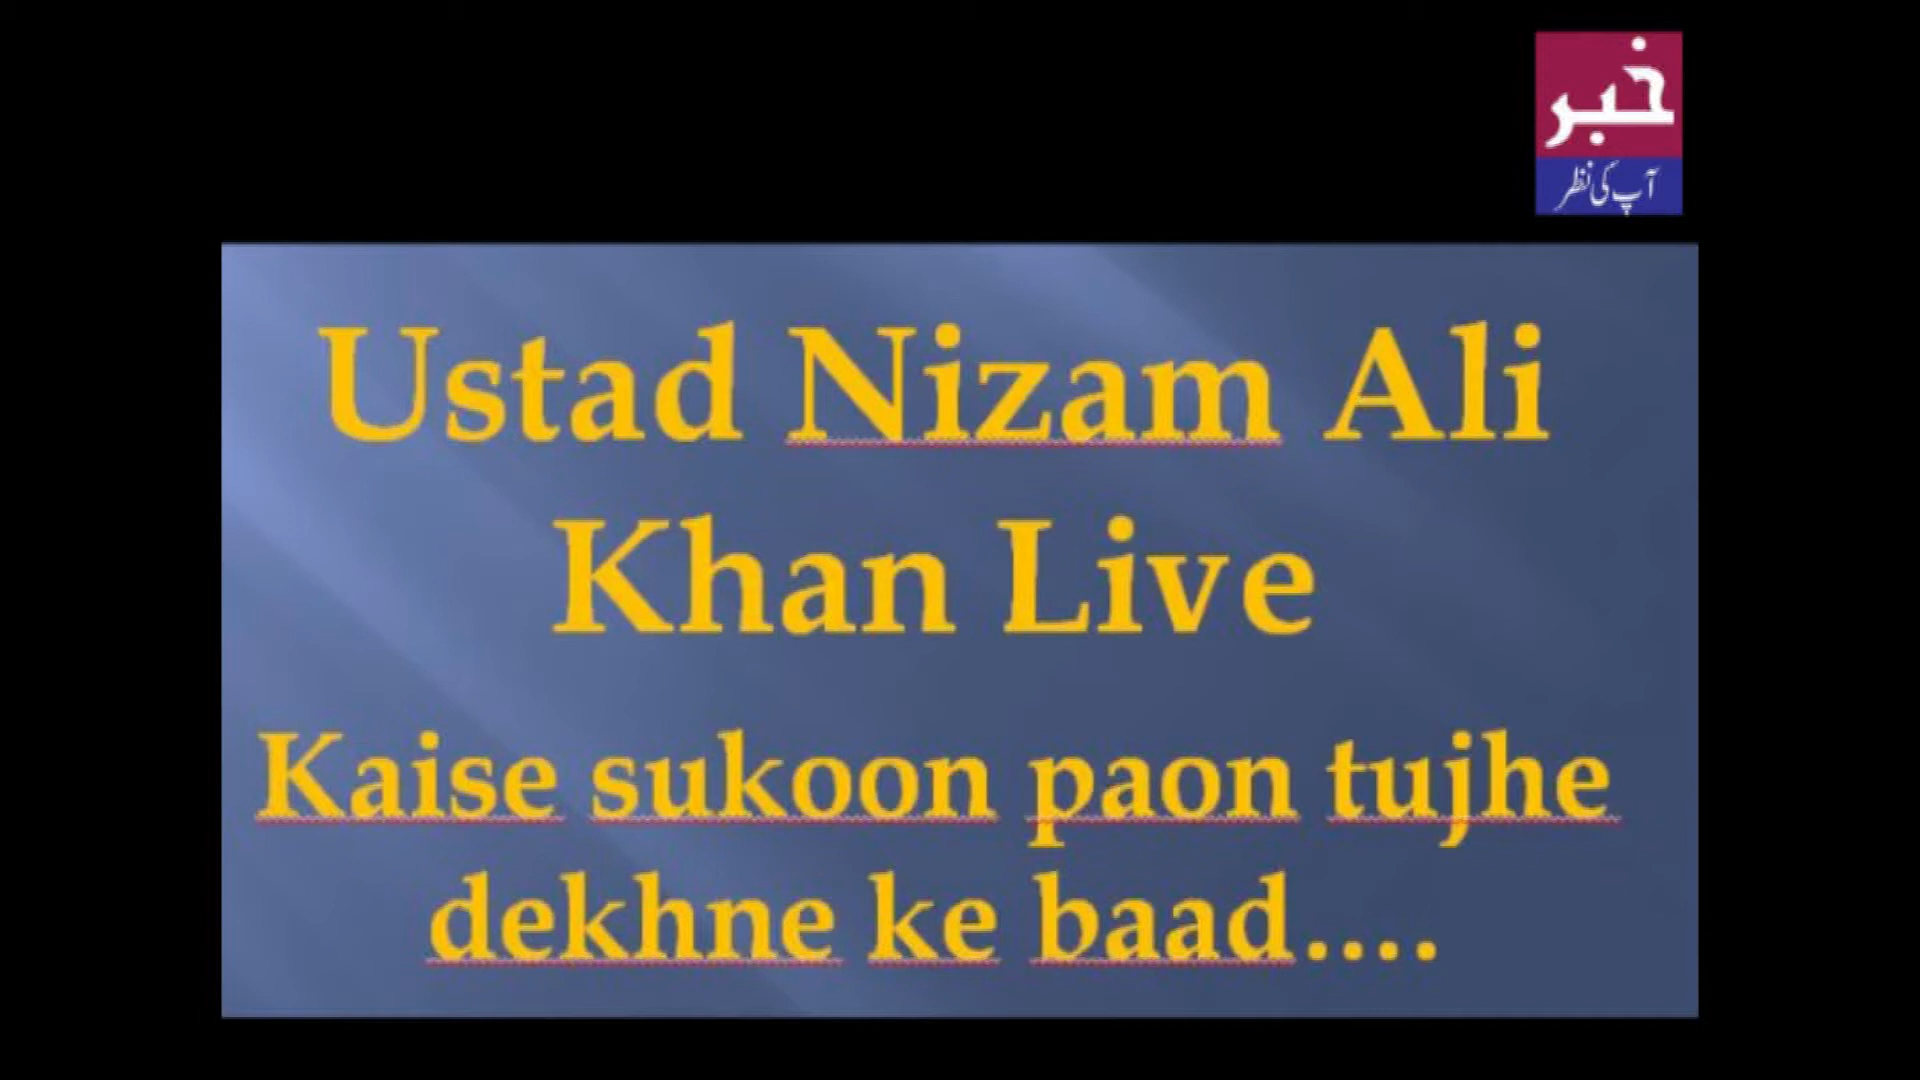 خبر
آپ کی نظر
Ustad Nizam Ali
Khan Live
Kaise sukoon paon tujhe
dekhne ke baad....